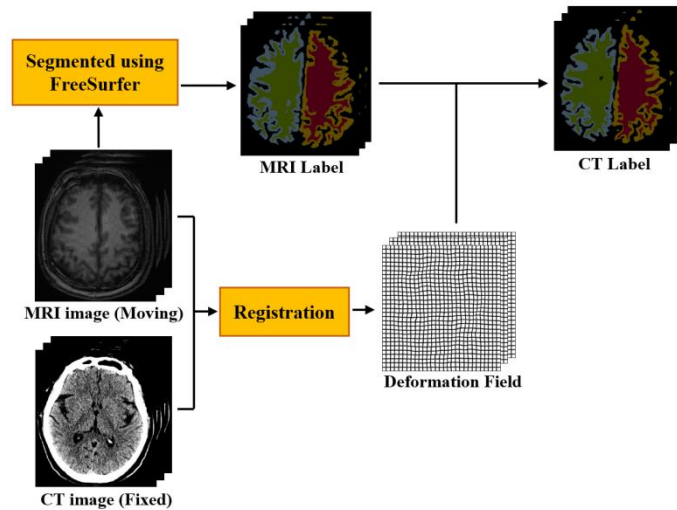 Segmented using
FreeSurfer
MRI Label
CT Label
MRI image (Moving)
Registration
Deformation Field
CT image (Fixed)